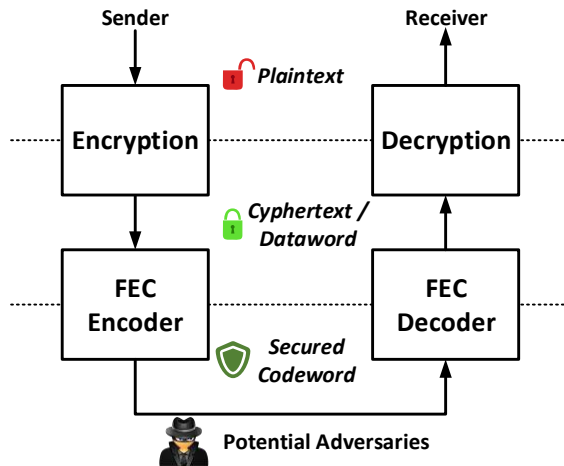 Sender
Receiver
Plaintext
Encryption
Decryption
Cyphertext /
Dataword
FEC
Encoder
FEC
Decoder
Secured
Codeword
Potential Adversaries